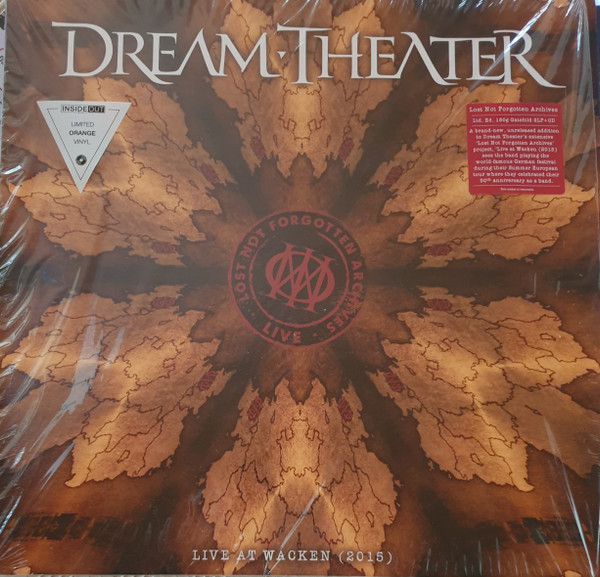 DREAM·THEATER
INSIDEOUT
LIMITED
ORANGE
VINYL
Lost Not Forgotten Archives
Ltd. Ed. 180g Gatefold 2LP+CD
A brand-new, unreleased addition
to Dream Theater's extensive
'Lost Not Forgotten Archives'
project, 'Live at Wacken (2015)'
sees the band playing the
world-famous German festival
during their Summer European
tour where they celebrated their
30th anniversary as a band.
LOST NOT FORGOTTEN ARCHIVES
· LIVE ·
LIVE AT WACKEN (2015)